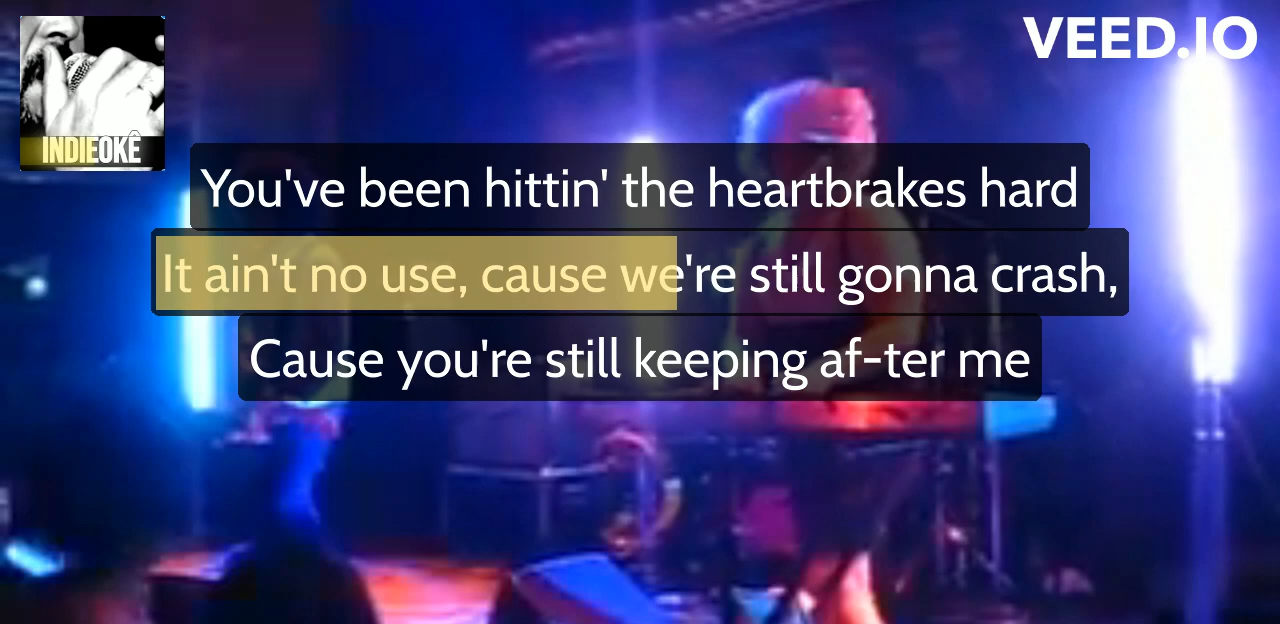 VEED.IO
INDIEOKÊ
You've been hittin' the heartbrakes hard
It ain't no use, cause we're still gonna crash,
Cause you're still keeping af-ter me